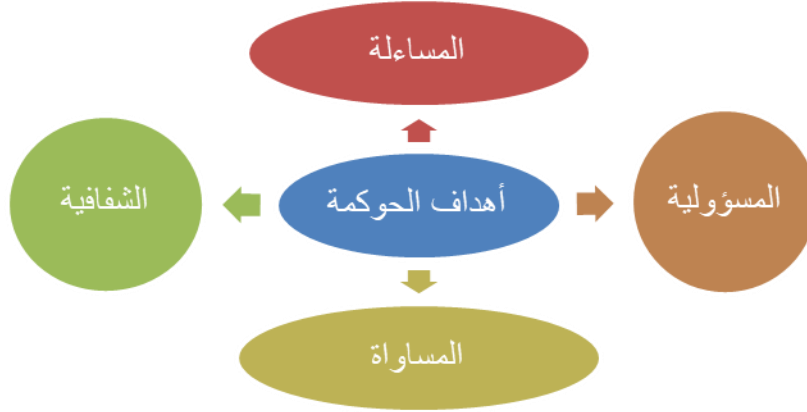 المساءلة
المسؤولية
أهداف الحوكمة
الشفافية
المساواة